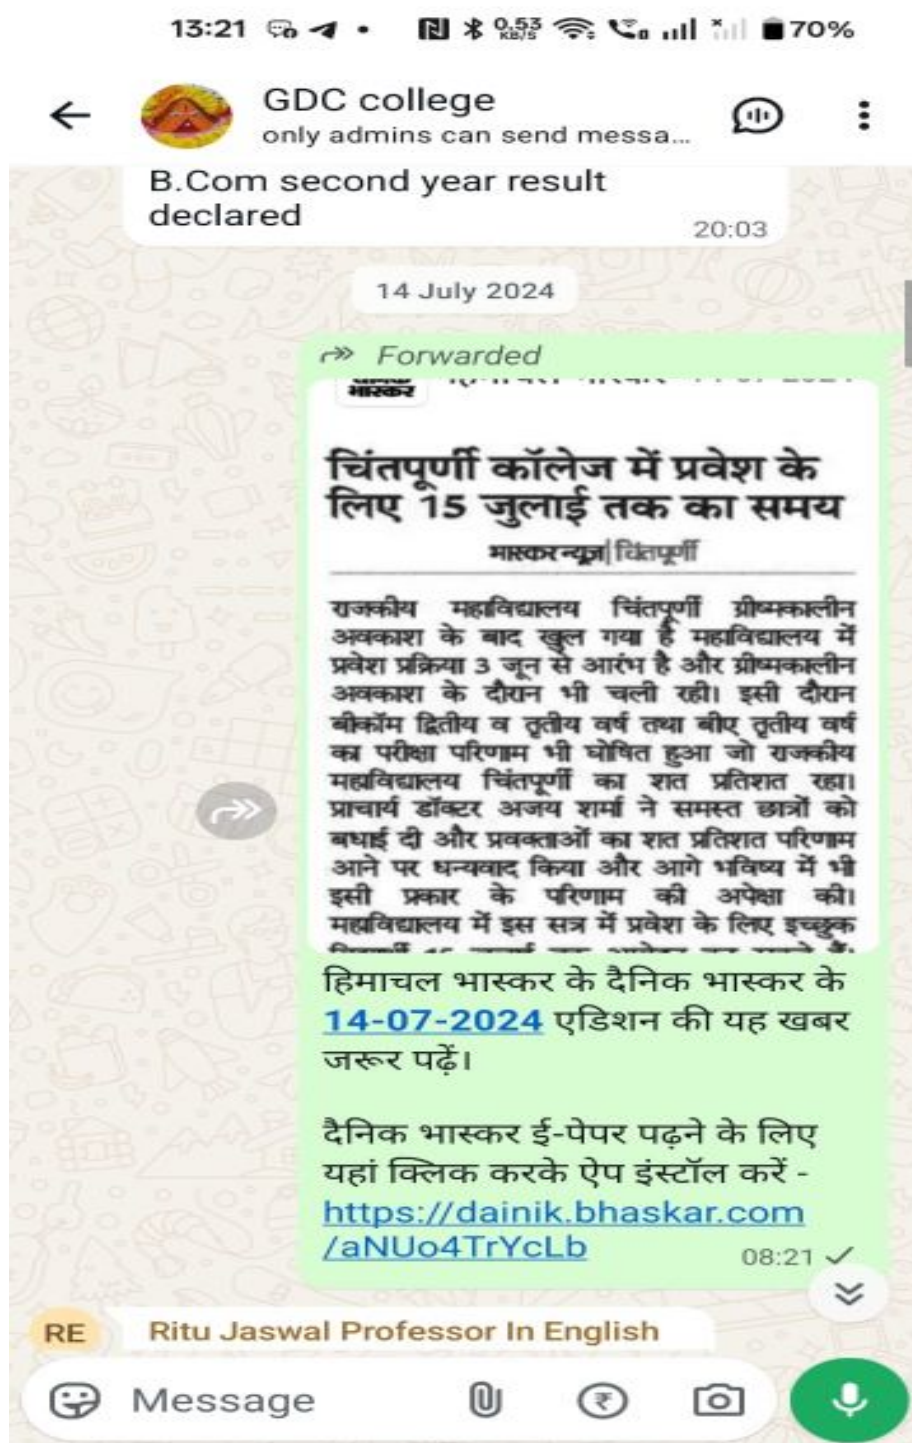 13:21
0.53
KB/S
70%
GDC college
only admins can send messa...
B.Com second year result
declared
20:03
14 July 2024
Forwarded
भास्कर
चिंतपूर्णी कॉलेज में प्रवेश के
लिए 15 जुलाई तक का समय
भास्कर न्यूज़|चिंतपूर्णी
राजकीय महाविद्यालय चिंतपूर्णी ग्रीष्मकालीन
अवकाश के बाद खुल गया है महाविद्यालय में
प्रवेश प्रक्रिया 3 जून से आरंभ है और ग्रीष्मकालीन
अवकाश के दौरान भी चली रही। इसी दौरान
बीकॉम द्वितीय व तृतीय वर्ष तथा बीए तृतीय वर्ष
का परीक्षा परिणाम भी घोषित हुआ जो राजकीय
महाविद्यालय चिंतपूर्णी का शत प्रतिशत रहा।
प्राचार्य डॉक्टर अजय शर्मा ने समस्त छात्रों को
बधाई दी और प्रवक्ताओं का शत प्रतिशत परिणाम
आने पर धन्यवाद किया और आगे भविष्य में भी
इसी प्रकार के परिणाम की अपेक्षा की।
महाविद्यालय में इस सत्र में प्रवेश के लिए इच्छुक
हिमाचल भास्कर के दैनिक भास्कर के
14-07-2024 एडिशन की यह खबर
जरूर पढ़ें।
दैनिक भास्कर ई-पेपर पढ़ने के लिए
यहां क्लिक करके ऐप इंस्टॉल करें -
https://dainik.bhaskar.com
/aNUo4TrYcLb
08:21
RE
Ritu Jaswal Professor In English
Message